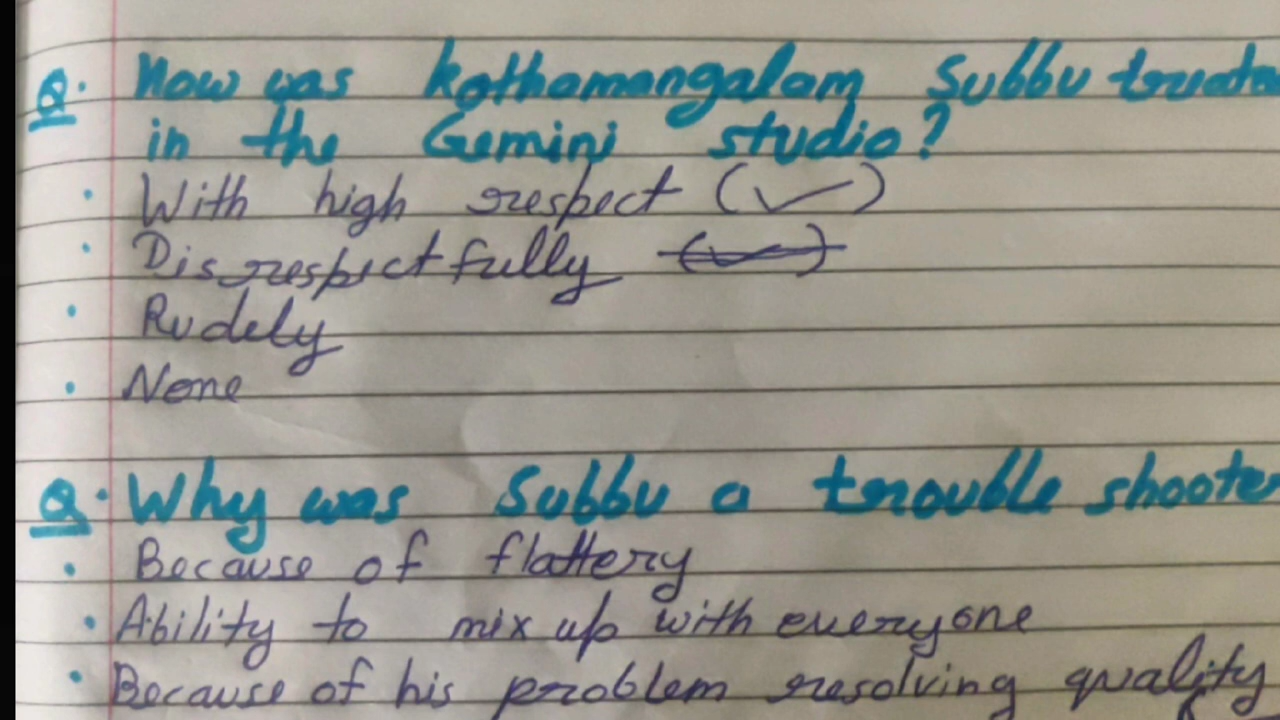 Q. How was Kothamangalam Subbu
in the Gemini studio?
• With high respect (✓)
• Disrespectfully (✓)
• Rudely
• None
Q. Why was Subbu a trouble shooter
• Because of flattery
• Ability to mix up with everyone
• Because of his problem resolving quality